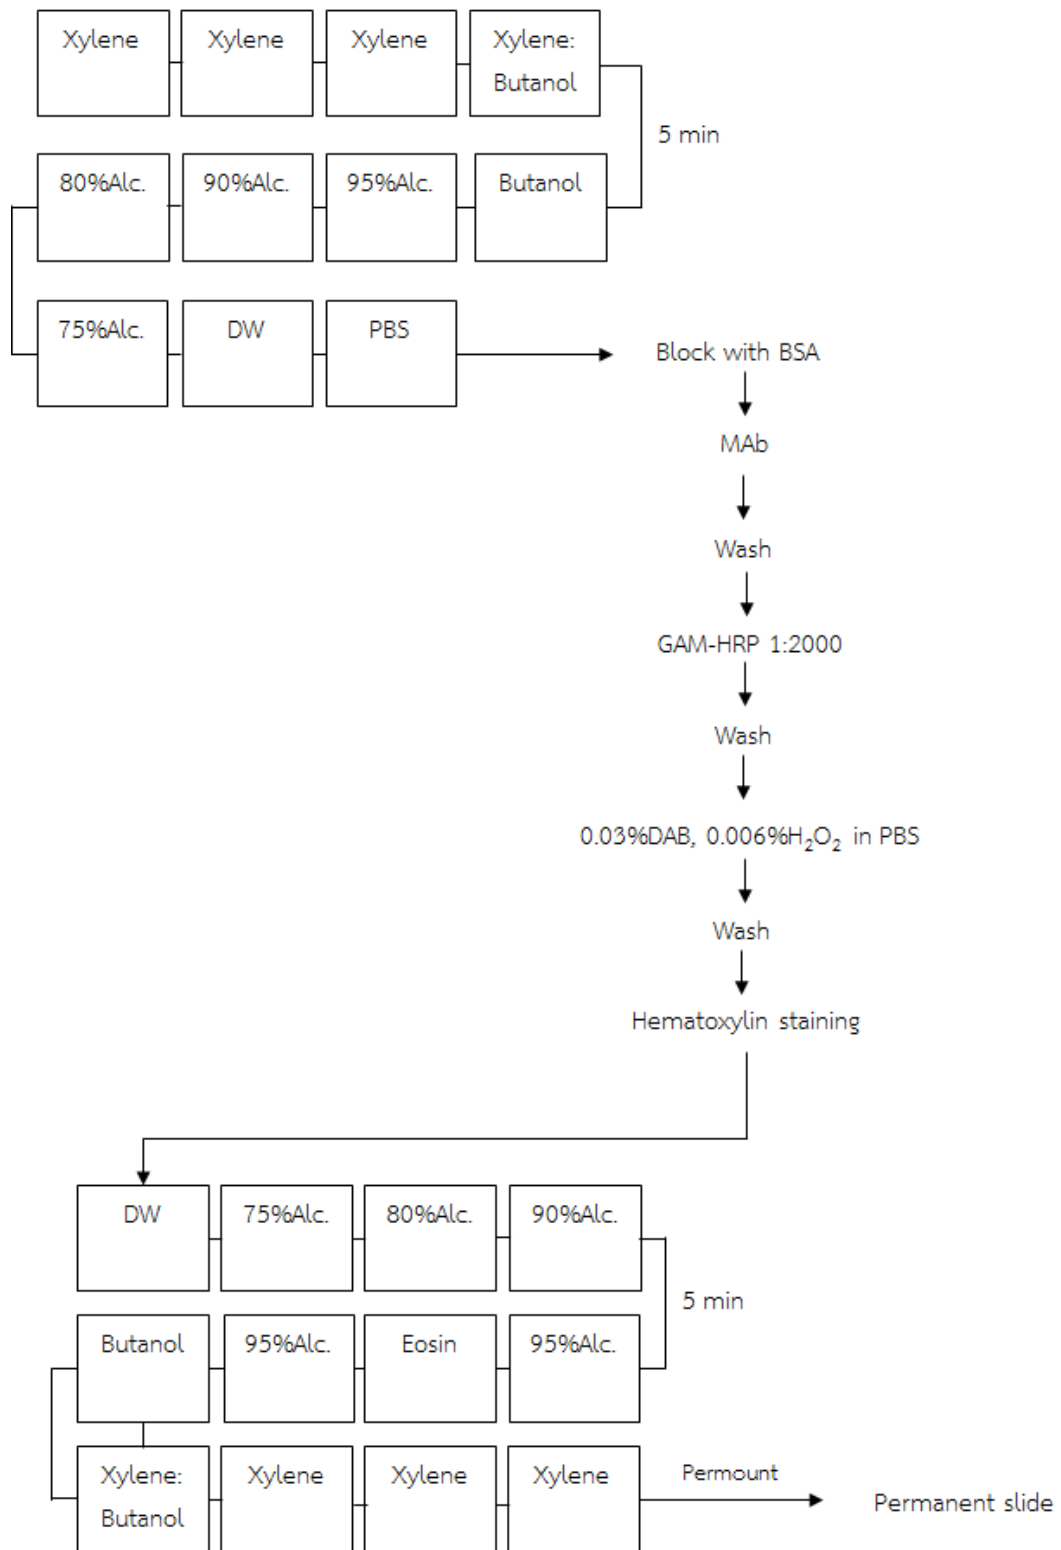 Xylene
Xylene
Xylene
Xylene:
Butanol
5 min
80%Alc.
90%Alc.
95%Alc.
Butanol
75%Alc.
DW
PBS
Block with BSA
MAb
Wash
GAM-HRP 1:2000
Wash
0.03%DAB, 0.006%H₂O₂ in PBS
Wash
Hematoxylin staining
DW
75%Alc.
80%Alc.
90%Alc.
5 min
Butanol
95%Alc.
Eosin
95%Alc.
Xylene:
Butanol
Xylene
Xylene
Xylene
Permount
Permanent slide